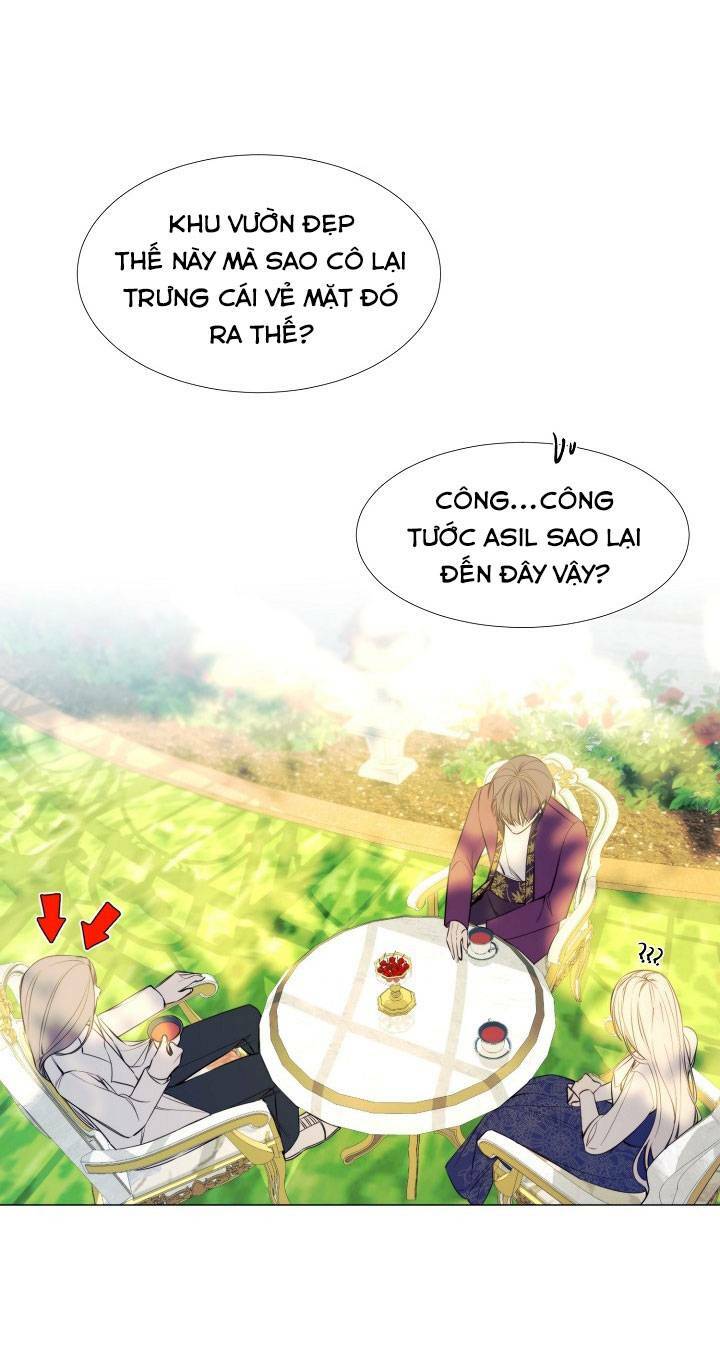 KHU VƯỜN ĐẸP
THẾ NÀY MÀ SAO CÔ LẠI
TRƯNG CÁI VẺ MẶT ĐÓ
RA THẾ?
CÔNG...CÔNG
TƯỚC ASIL SAO LẠI
ĐẾN ĐÂY VẬY?
???